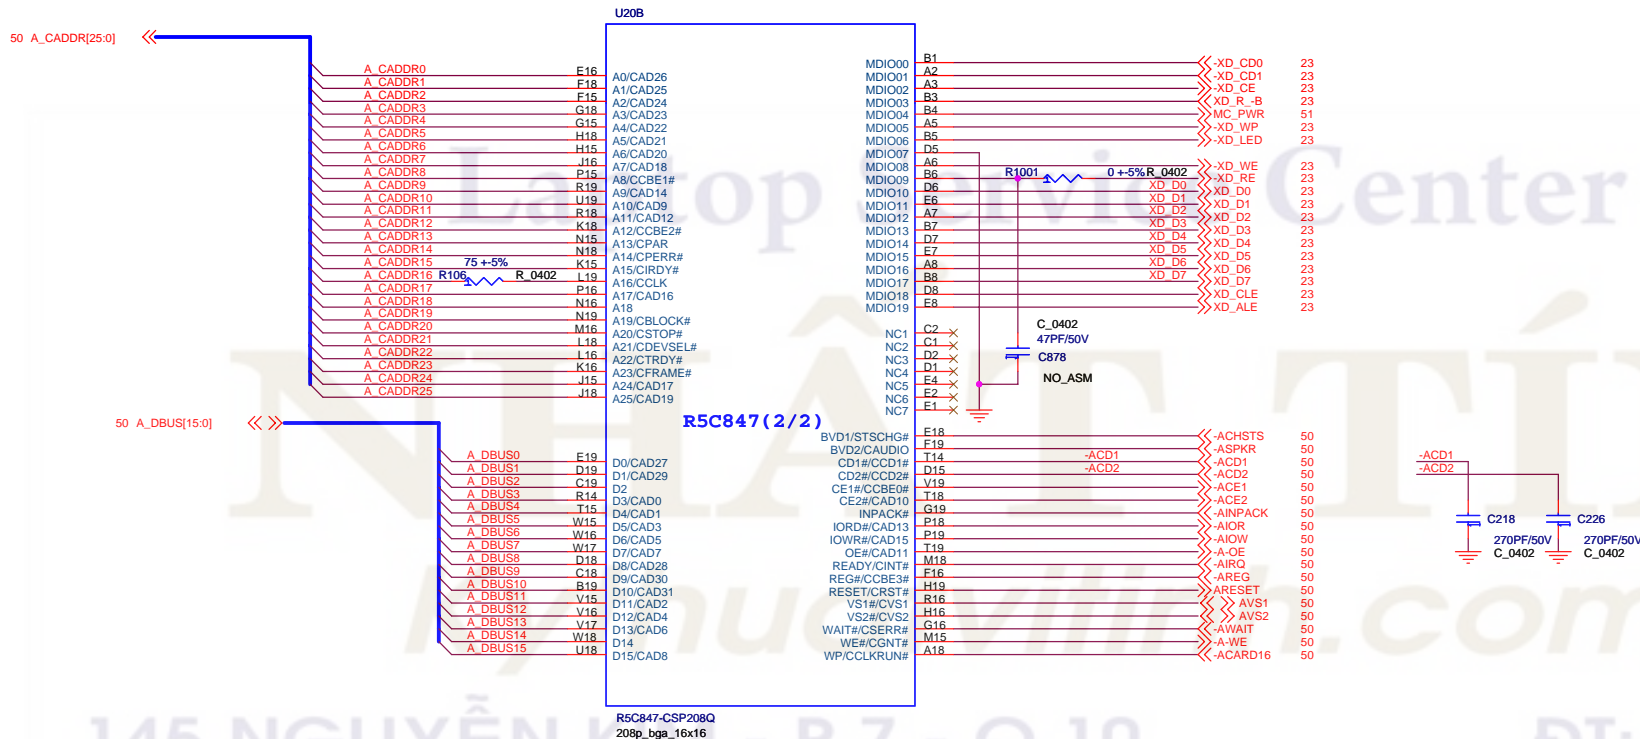 U20B
50 A_CADDR[25:0]
A_CADDR0 E16 A0/CAD26
A_CADDR1 F18 A1/CAD25
A_CADDR2 F15 A2/CAD24
A_CADDR3 G18 A3/CAD23
A_CADDR4 G15 A4/CAD22
A_CADDR5 H18 A5/CAD21
A_CADDR6 H15 A6/CAD20
A_CADDR7 J16 A7/CAD18
A_CADDR8 P15 A8/CCBE1#
A_CADDR9 R19 A9/CAD14
A_CADDR10 U19 A10/CAD9
A_CADDR11 R18 A11/CAD12
A_CADDR12 K18 A12/CCBE2#
A_CADDR13 N15 A13/CPAR
A_CADDR14 N18 A14/CPERR#
A_CADDR15 75 +-5% K15 A15/CIRDY#
A_CADDR16 R106 1 R_0402 L19 A16/CCLK
A_CADDR17 P16 A17/CAD16
A_CADDR18 N16 A18
A_CADDR19 N19 A19/CBLOCK#
A_CADDR20 M16 A20/CSTOP#
A_CADDR21 L18 A21/CDEVSEL#
A_CADDR22 L16 A22/CTRDY#
A_CADDR23 K16 A23/CFRAME#
A_CADDR24 J15 A24/CAD17
A_CADDR25 J18 A25/CAD19
50 A_DBUS[15:0]
A_DBUS0 E19 D0/CAD27
A_DBUS1 D19 D1/CAD29
A_DBUS2 C19 D2
A_DBUS3 R14 D3/CAD0
A_DBUS4 T15 D4/CAD1
A_DBUS5 W15 D5/CAD3
A_DBUS6 W16 D6/CAD5
A_DBUS7 W17 D7/CAD7
A_DBUS8 D18 D8/CAD28
A_DBUS9 C18 D9/CAD30
A_DBUS10 B19 D10/CAD31
A_DBUS11 V15 D11/CAD2
A_DBUS12 V16 D12/CAD4
A_DBUS13 V17 D13/CAD6
A_DBUS14 W18 D14
A_DBUS15 U18 D15/CAD8
R5C847(2/2)
MDIO00 B1 -XD_CD0 23
MDIO01 A2 -XD_CD1 23
MDIO02 A3 -XD_CE 23
MDIO03 B3 XD_R_-B 23
MDIO04 B4 MC_PWR 51
MDIO05 A5 -XD_WP 23
MDIO06 B5 -XD_LED 23
MDIO07 D5
MDIO08 A6 -XD_WE 23
MDIO09 B6 R1001 1 0 +-5% R_0402 -XD_RE 23
MDIO10 D6 XD_D0 XD_D0 23
MDIO11 E6 XD_D1 XD_D1 23
MDIO12 A7 XD_D2 XD_D2 23
MDIO13 B7 XD_D3 XD_D3 23
MDIO14 D7 XD_D4 XD_D4 23
MDIO15 E7 XD_D5 XD_D5 23
MDIO16 A8 XD_D6 XD_D6 23
MDIO17 B8 XD_D7 XD_D7 23
MDIO18 D8 XD_CLE 23
MDIO19 E8 XD_ALE 23
NC1 C2
NC2 C1
NC3 D2
NC4 D1
NC5 E4
NC6 E2
NC7 E1
C_0402
47PF/50V
C878
NO_ASM
BVD1/STSCHG# E18 -ACHSTS 50
BVD2/CAUDIO F19 -ASPKR 50
CD1#/CCD1# T14 -ACD1 -ACD1 50
CD2#/CCD2# D15 -ACD2 -ACD2 50
CE1#/CCBE0# V19 -ACE1 50
CE2#/CAD10 T18 -ACE2 50
INPACK# G19 -AINPACK 50
IORD#/CAD13 P18 -AIOR 50
IOWR#/CAD15 P19 -AIOW 50
OE#/CAD11 T19 -A-OE 50
READY/CINT# M18 -AIRQ 50
REG#/CCBE3# F16 -AREG 50
RESET/CRST# H19 ARESET 50
VS1#/CVS1 R16 AVS1 50
VS2#/CVS2 H16 AVS2 50
WAIT#/CSERR# G16 -AWAIT 50
WE#/CGNT# M15 -A-WE 50
WP/CCLKRUN# A18 -ACARD16 50
-ACD1
-ACD2
C218
270PF/50V
C_0402
C226
270PF/50V
C_0402
R5C847-CSP208Q
208p_bga_16x16
Service Center
NHẬT TÍ
.com
145 NGUYỄN
P 7 - Q 10
ĐT: